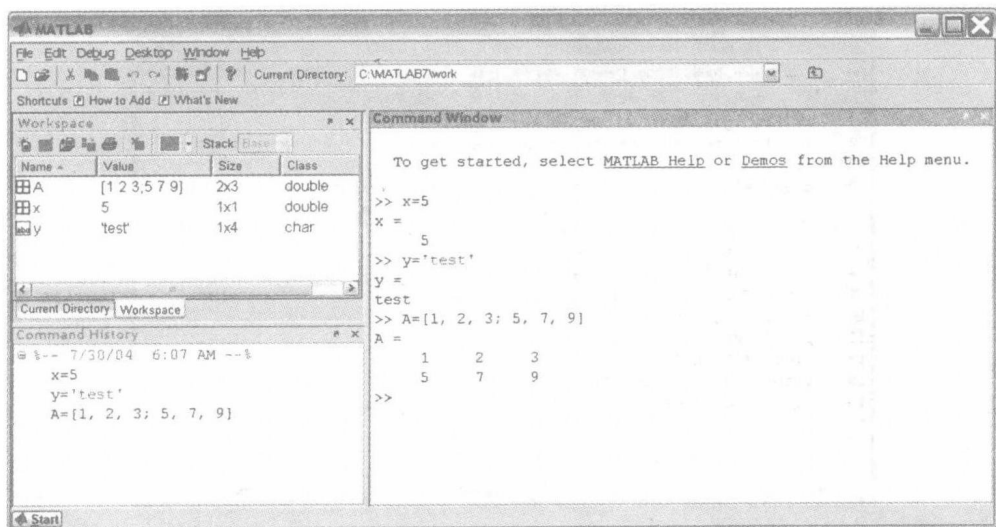 MATLAB
File Edit Debug Desktop Window Help
Current Directory: C:\MATLAB7\work
Shortcuts How to Add What's New
Workspace
Stack: Base
Name Value Size Class
A [1 2 3,5 7 9] 2x3 double
x 5 1x1 double
abc y 'test' 1x4 char
Current Directory Workspace
Command History
%-- 7/30/04 6:07 AM --%
x=5
y='test'
A=[1, 2, 3; 5, 7, 9]
Start
Command Window
To get started, select MATLAB Help or Demos from the Help menu.
>> x=5
x =
5
>> y='test'
y =
test
>> A=[1, 2, 3; 5, 7, 9]
A =
1 2 3
5 7 9
>>